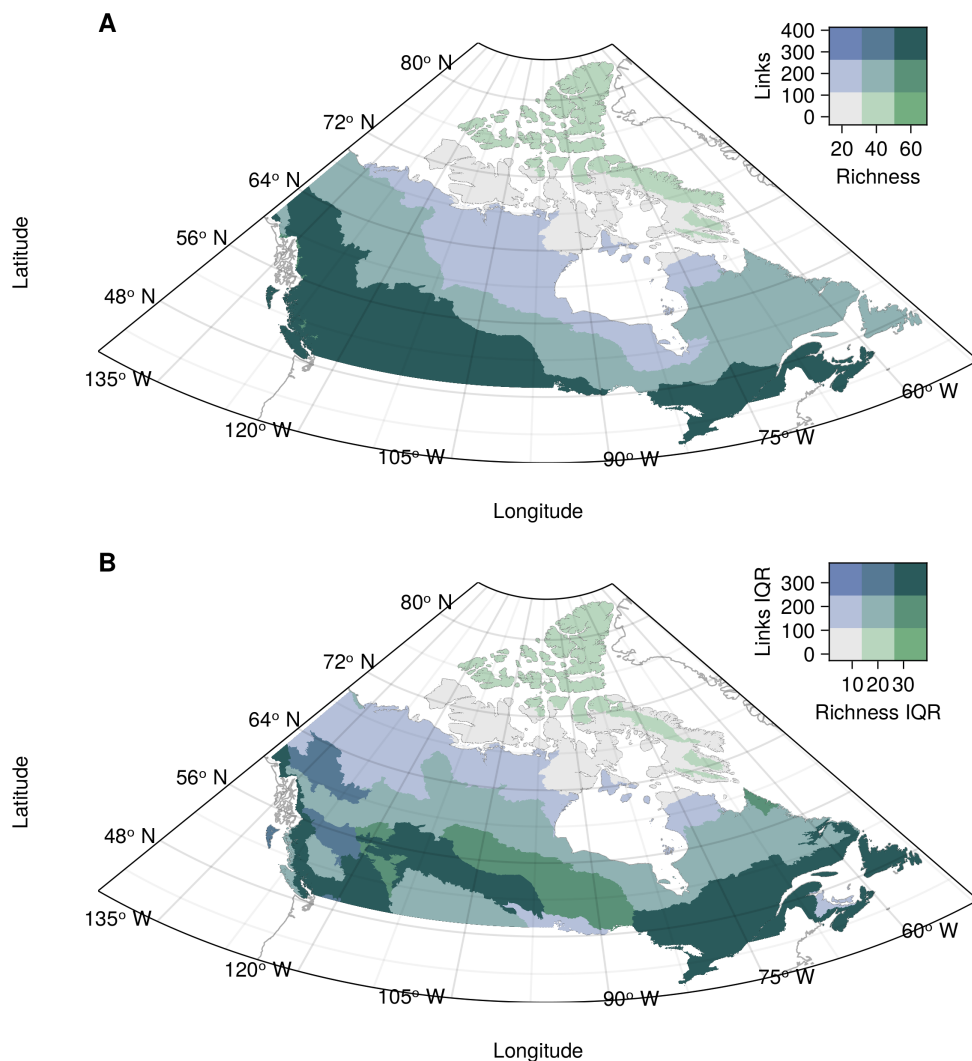 A
400
300
200
100
0
Links
20 40 60
Richness
80° N
72° N
64° N
56° N
48° N
Latitude
135° W
120° W
105° W
90° W
75° W
60° W
Longitude
B
300
200
100
0
Links IQR
10 20 30
Richness IQR
80° N
72° N
64° N
56° N
48° N
Latitude
135° W
120° W
105° W
90° W
75° W
60° W
Longitude